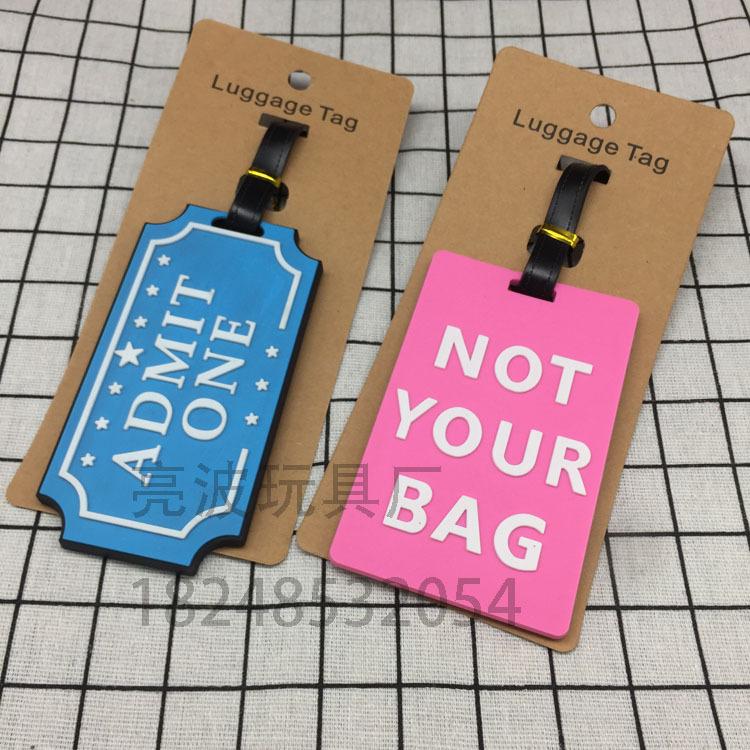 Luggage Tag
ADMIT
ONE
Luggage Tag
NOT
YOUR
BAG
亮波玩具厂
18248532054